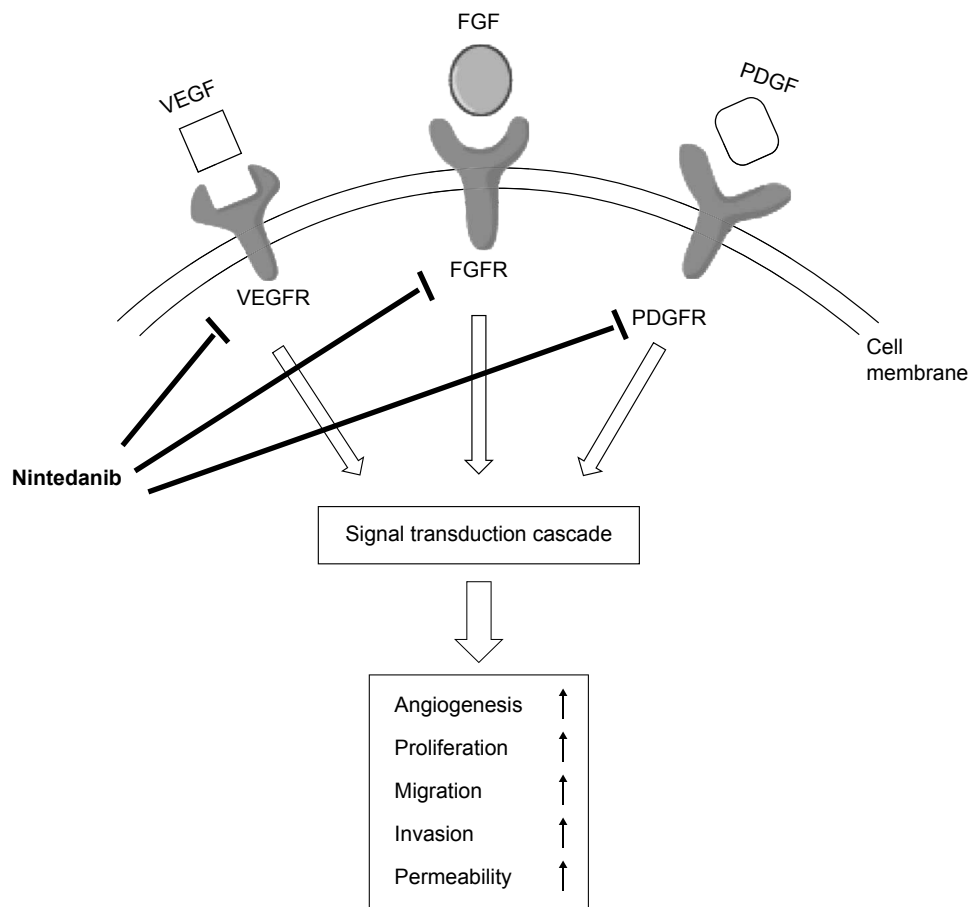 FGF
VEGF
PDGF
VEGFR
FGFR
PDGFR
Cell
membrane
Nintedanib
Signal transduction cascade
Angiogenesis ↑
Proliferation ↑
Migration ↑
Invasion ↑
Permeability ↑